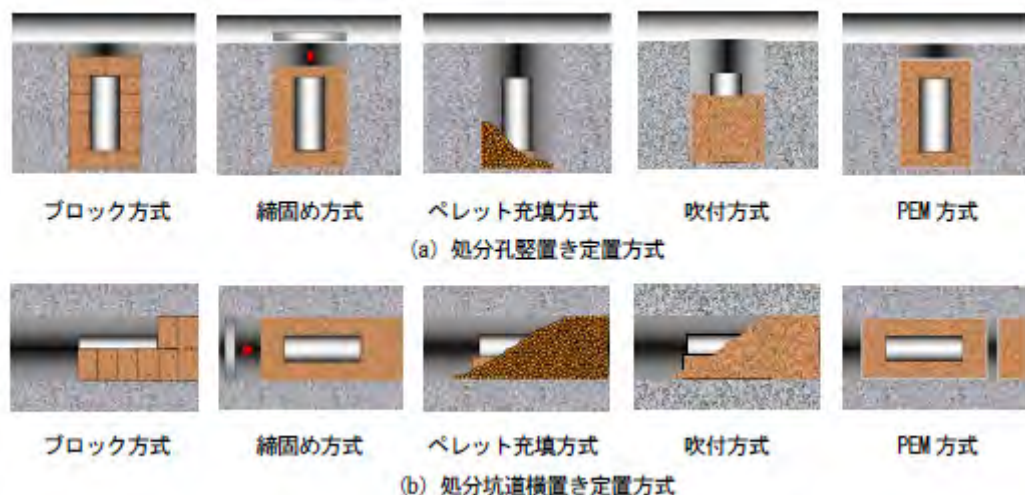 ブロック方式 締固め方式 ペレット充填方式 吹付方式 PEM 方式
(a) 処分孔竪置き定置方式
ブロック方式 締固め方式 ペレット充填方式 吹付方式 PEM 方式
(b) 処分坑道横置き定置方式